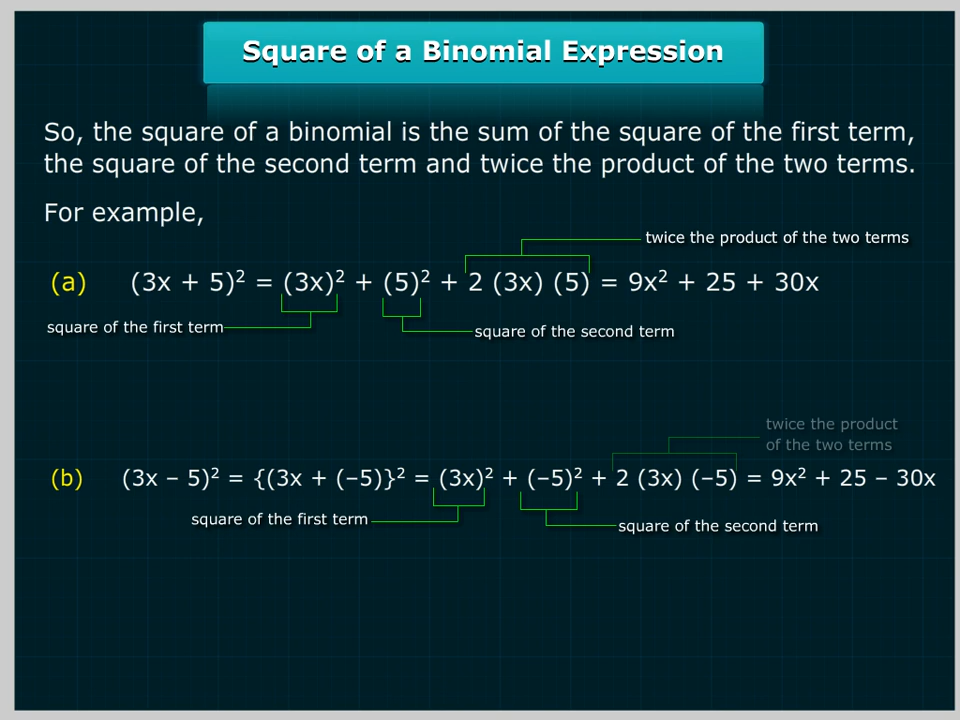 Square of a Binomial Expression
So, the square of a binomial is the sum of the square of the first term,
the square of the second term and twice the product of the two terms.
For example,
twice the product of the two terms
(a) (3x + 5)² = (3x)² + (5)² + 2 (3x) (5) = 9x² + 25 + 30x
square of the first term
square of the second term
twice the product
of the two terms
(b) (3x – 5)² = {(3x + (–5)}² = (3x)² + (–5)² + 2 (3x) (–5) = 9x² + 25 – 30x
square of the first term
square of the second term